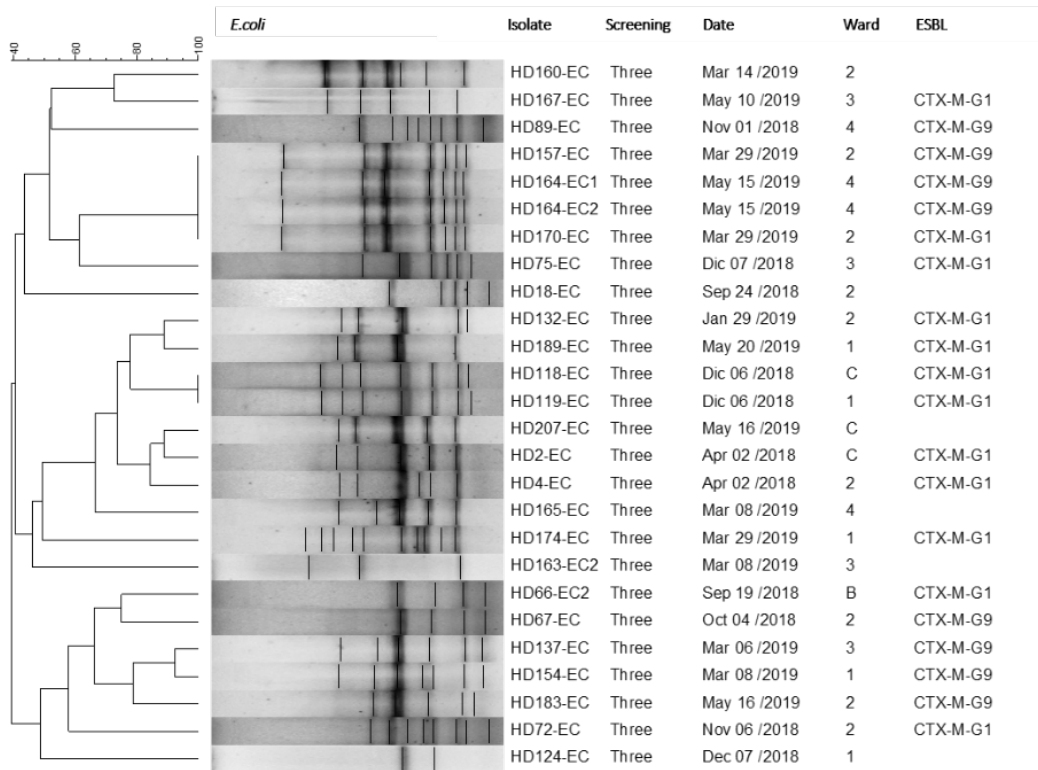 E.coli Isolate Screening Date Ward ESBL
40 60 80 100
HD160-EC Three Mar 14 /2019 2
HD167-EC Three May 10 /2019 3 CTX-M-G1
HD89-EC Three Nov 01 /2018 4 CTX-M-G9
HD157-EC Three Mar 29 /2019 2 CTX-M-G9
HD164-EC1 Three May 15 /2019 4 CTX-M-G9
HD164-EC2 Three May 15 /2019 4 CTX-M-G9
HD170-EC Three Mar 29 /2019 2 CTX-M-G1
HD75-EC Three Dic 07 /2018 3 CTX-M-G1
HD18-EC Three Sep 24 /2018 2
HD132-EC Three Jan 29 /2019 2 CTX-M-G1
HD189-EC Three May 20 /2019 1 CTX-M-G1
HD118-EC Three Dic 06 /2018 C CTX-M-G1
HD119-EC Three Dic 06 /2018 1 CTX-M-G1
HD207-EC Three May 16 /2019 C
HD2-EC Three Apr 02 /2018 C CTX-M-G1
HD4-EC Three Apr 02 /2018 2 CTX-M-G1
HD165-EC Three Mar 08 /2019 4
HD174-EC Three Mar 29 /2019 1 CTX-M-G1
HD163-EC2 Three Mar 08 /2019 3
HD66-EC2 Three Sep 19 /2018 B CTX-M-G1
HD67-EC Three Oct 04 /2018 2 CTX-M-G9
HD137-EC Three Mar 06 /2019 3 CTX-M-G9
HD154-EC Three Mar 08 /2019 1 CTX-M-G9
HD183-EC Three May 16 /2019 2 CTX-M-G9
HD72-EC Three Nov 06 /2018 2 CTX-M-G1
HD124-EC Three Dec 07 /2018 1